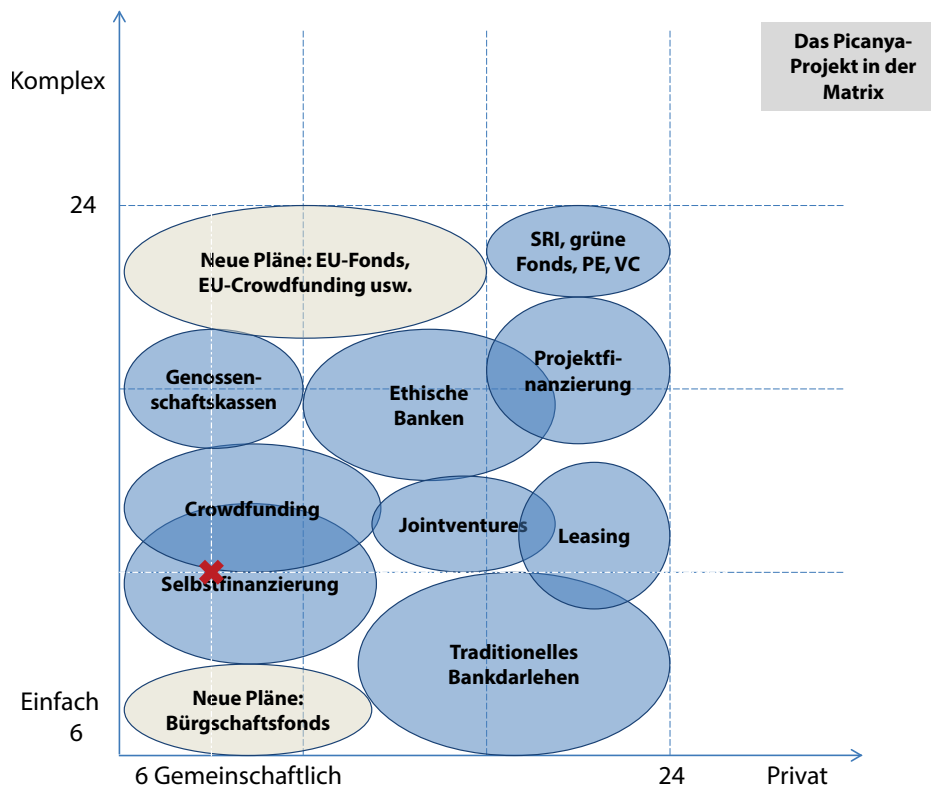 Das Picanya-
Projekt in der
Matrix
Komplex
24
SRI, grüne
Fonds, PE, VC
Neue Pläne: EU-Fonds,
EU-Crowdfunding usw.
Projektfi-
nanzierung
Genossen-
schaftskassen
Ethische
Banken
Crowdfunding
Jointventures
Leasing
Selbstfinanzierung
Traditionelles
Bankdarlehen
Neue Pläne:
Bürgschaftsfonds
Einfach
6
6 Gemeinschaftlich
24
Privat